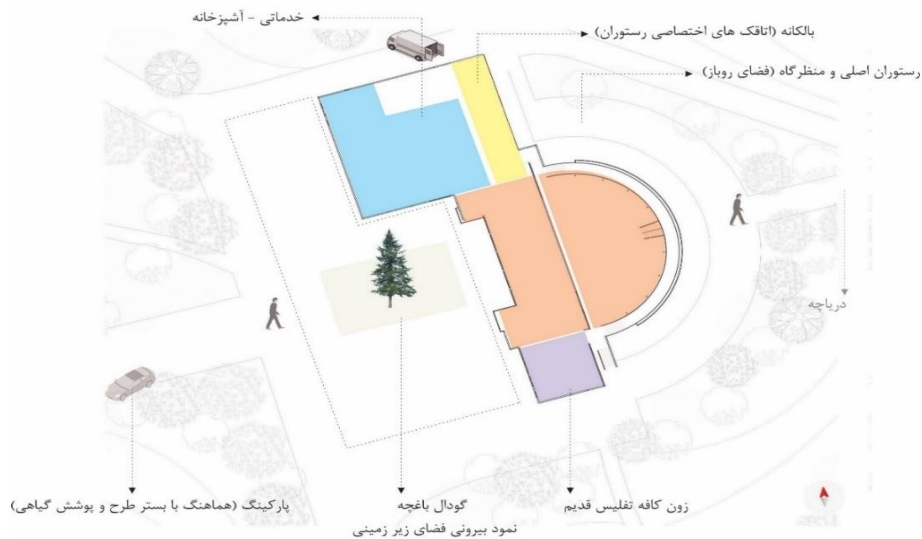 خدماتی - آشپزخانه
بالکانه (اتاقک های اختصاصی رستوران)
رستوران اصلی و منظرگاه (فضای روباز)
دریاچه
زون کافه تفلیس قدیم
گودال باغچه
نمود بیرونی فضای زیر زمینی
پارکینگ (هماهنگ با بستر طرح و پوشش گیاهی)